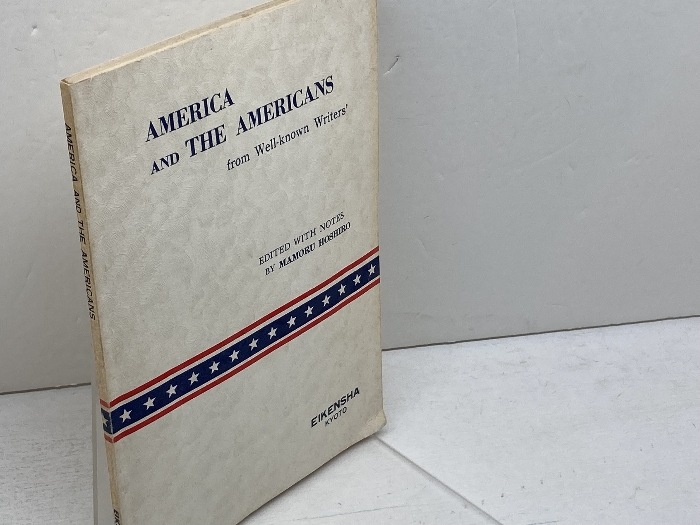 AMERICA
AND THE AMERICANS
from Well-known Writers'
EDITED WITH NOTES
BY MAMORU HOSHIRO
EIKENSHA
KYOTO
AMERICA AND THE AMERICANS